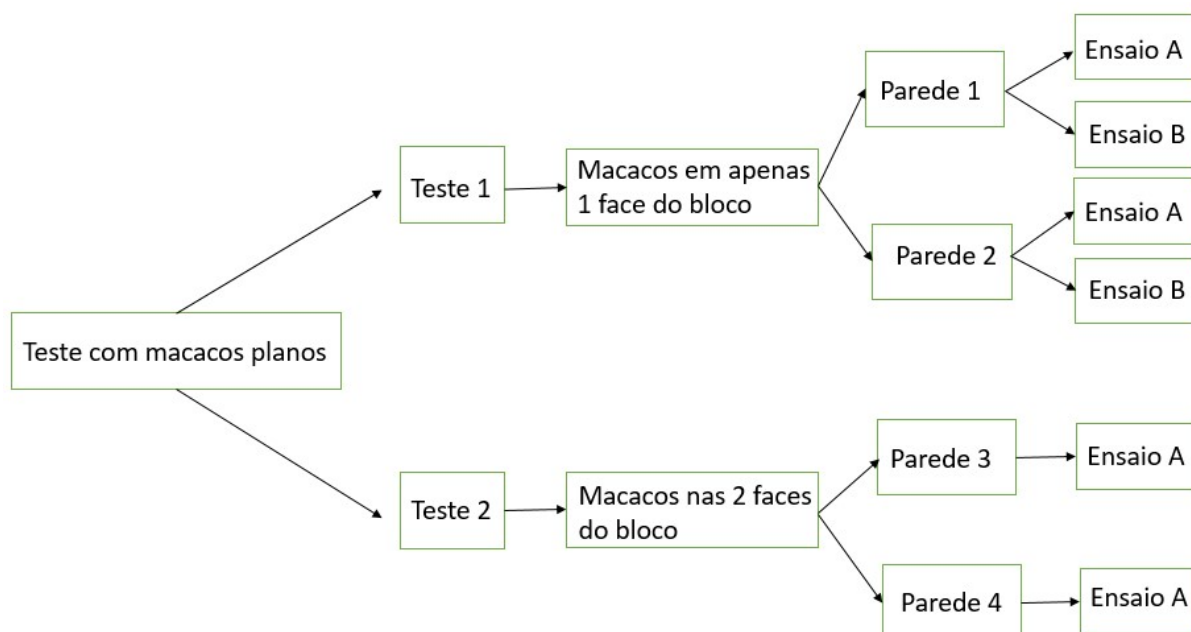 Teste com macacos planos
Teste 1
Macacos em apenas
1 face do bloco
Parede 1
Ensaio A
Ensaio B
Parede 2
Ensaio A
Ensaio B
Teste 2
Macacos nas 2 faces
do bloco
Parede 3
Ensaio A
Parede 4
Ensaio A